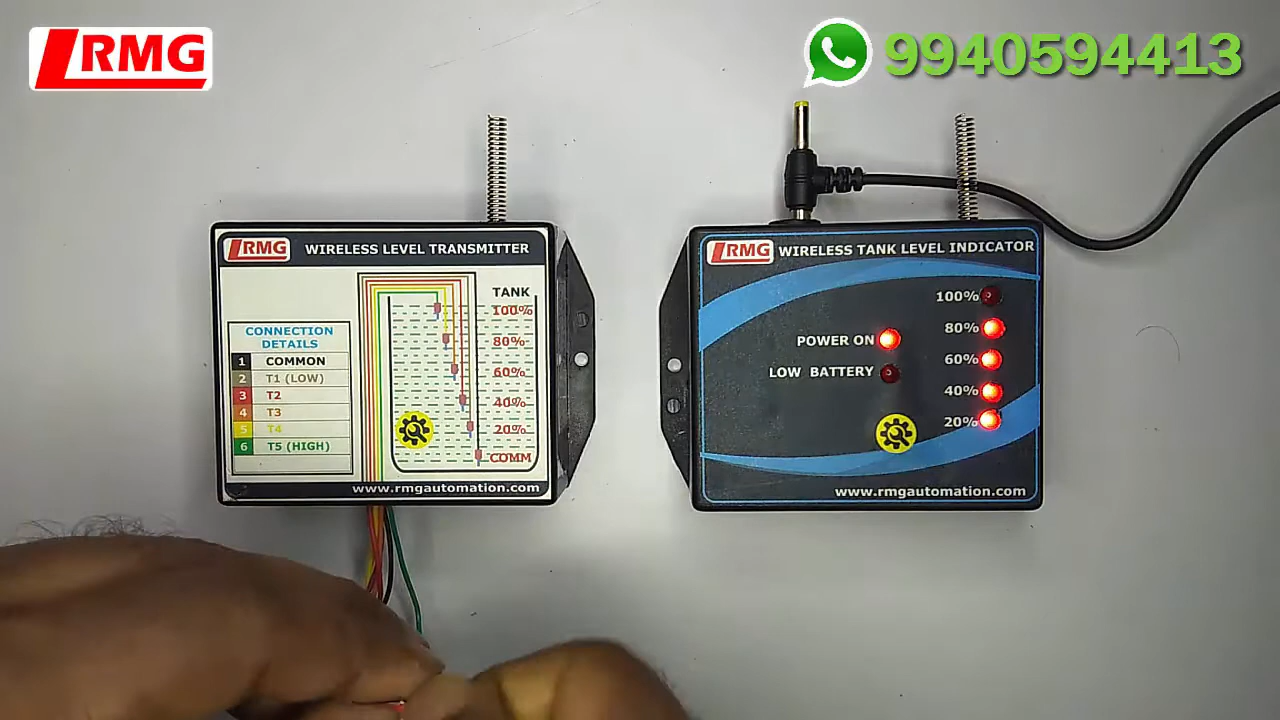 RMG
9940594413
RMG WIRELESS LEVEL TRANSMITTER
CONNECTION
DETAILS
1 COMMON
2 T1 (LOW)
3 T2
4 T3
5 T4
6 T5 (HIGH)
TANK
100%
80%
60%
40%
20%
COMM
www.rmgautomation.com
RMG WIRELESS TANK LEVEL INDICATOR
POWER ON
LOW BATTERY
100%
80%
60%
40%
20%
www.rmgautomation.com